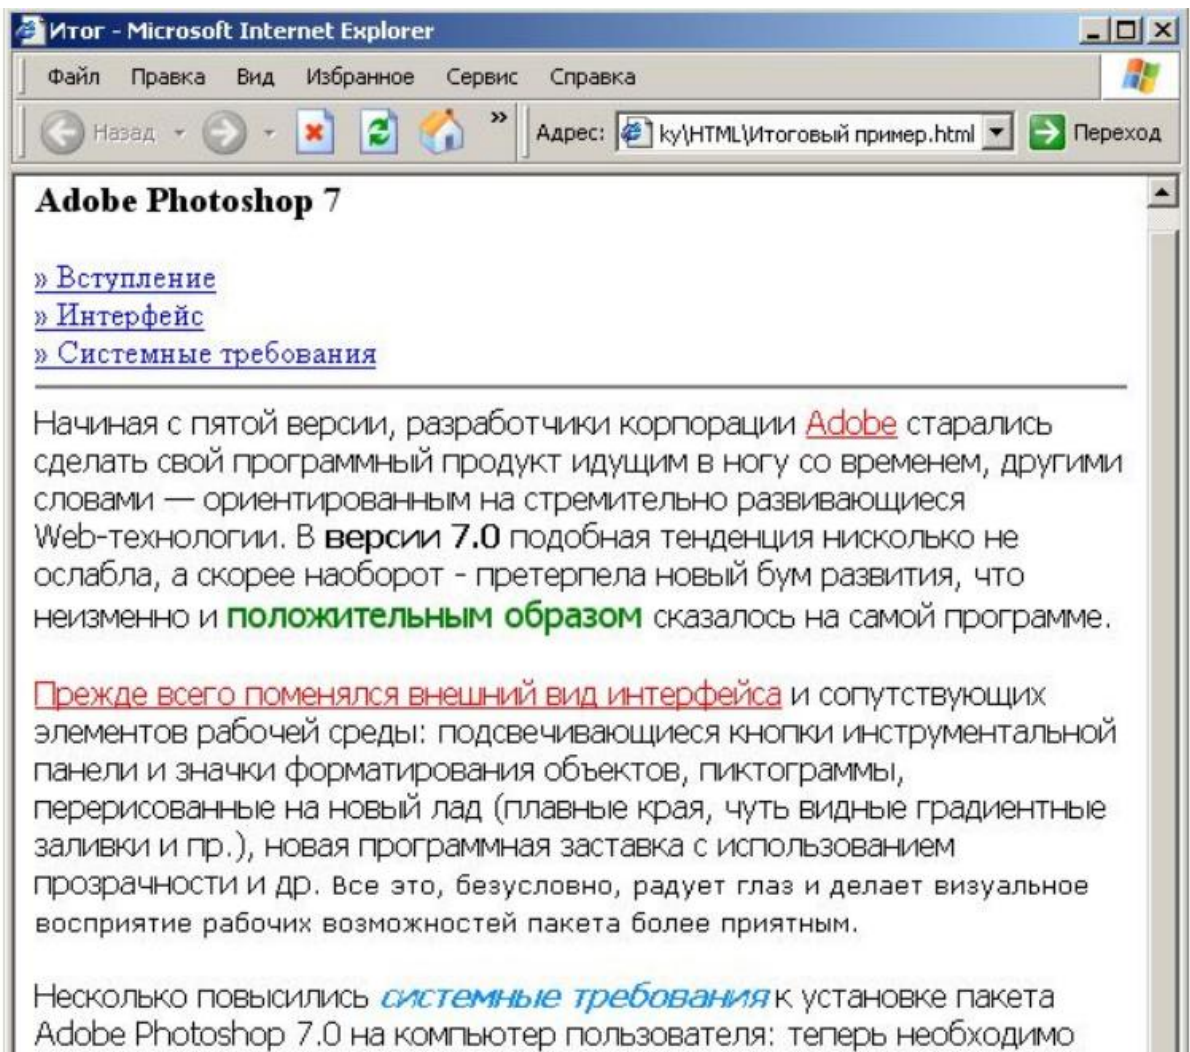 Итог - Microsoft Internet Explorer
Файл Правка Вид Избранное Сервис Справка
Назад » Адрес: ky\HTML\Итоговый пример.html Переход
Adobe Photoshop 7
» Вступление
» Интерфейс
» Системные требования
Начиная с пятой версии, разработчики корпорации Adobe старались
сделать свой программный продукт идущим в ногу со временем, другими
словами — ориентированным на стремительно развивающиеся
Web-технологии. В версии 7.0 подобная тенденция нисколько не
ослабла, а скорее наоборот - претерпела новый бум развития, что
неизменно и положительным образом сказалось на самой программе.
Прежде всего поменялся внешний вид интерфейса и сопутствующих
элементов рабочей среды: подсвечивающиеся кнопки инструментальной
панели и значки форматирования объектов, пиктограммы,
перерисованные на новый лад (плавные края, чуть видные градиентные
заливки и пр.), новая программная заставка с использованием
прозрачности и др. Все это, безусловно, радует глаз и делает визуальное
восприятие рабочих возможностей пакета более приятным.
Несколько повысились системные требования к установке пакета
Adobe Photoshop 7.0 на компьютер пользователя: теперь необходимо